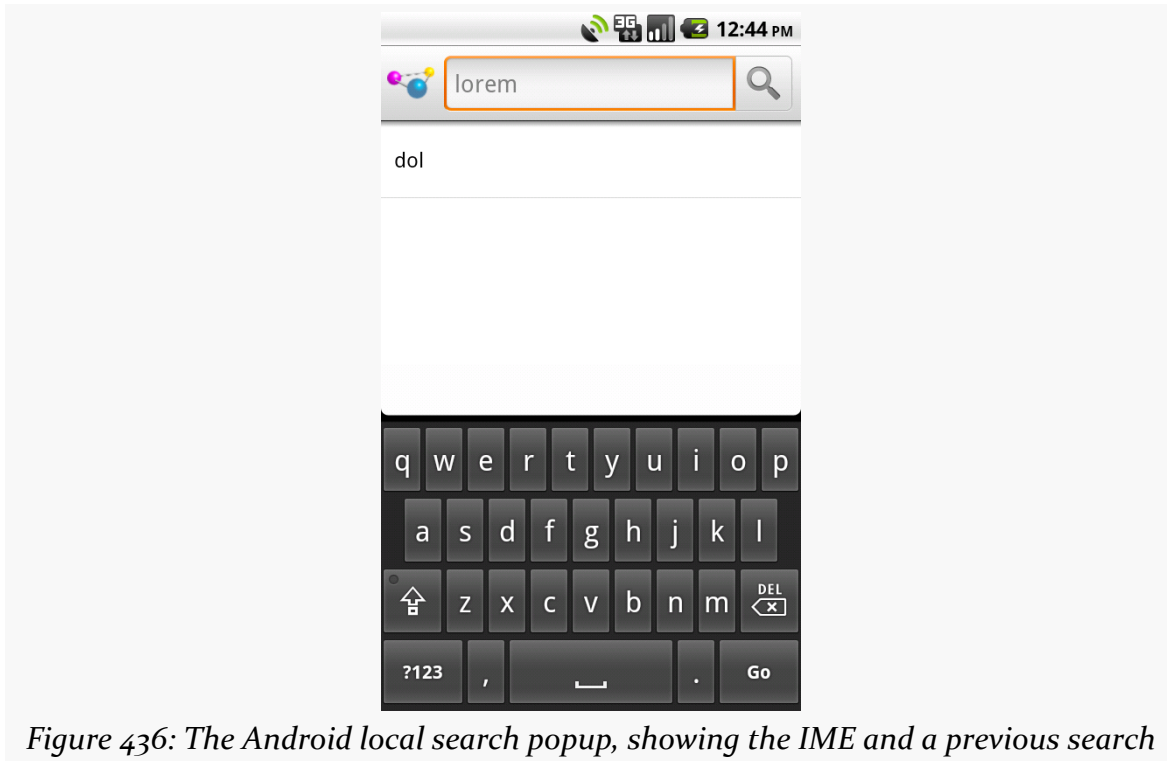 3G 12:44 PM
lorem
dol
q w e r t y u i o p
a s d f g h j k l
z x c v b n m DEL
?123 , . Go
Figure 436: The Android local search popup, showing the IME and a previous search